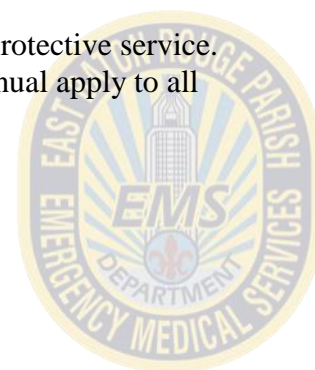 rotective service.
nual apply to all
EAST BATON ROUGE PARISH
EMS
DEPARTMENT
EMERGENCY MEDICAL SERVICES